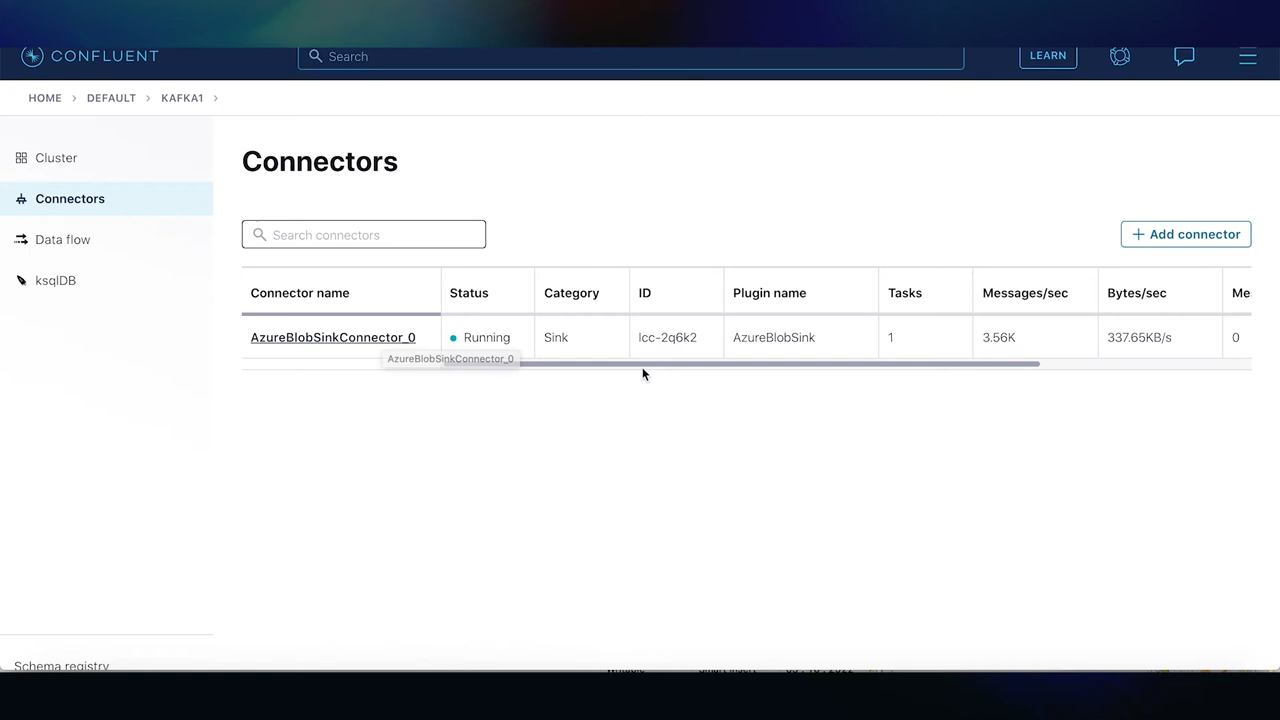 CONFLUENT
Search
LEARN
HOME > DEFAULT > KAFKA1 >
Cluster
Connectors
Data flow
ksqlDB
Schema registry
Connectors
Search connectors
+ Add connector
Connector name Status Category ID Plugin name Tasks Messages/sec Bytes/sec Me
AzureBlobSinkConnector_0 Running Sink lcc-2q6k2 AzureBlobSink 1 3.56K 337.65KB/s 0
AzureBlobSinkConnector_0